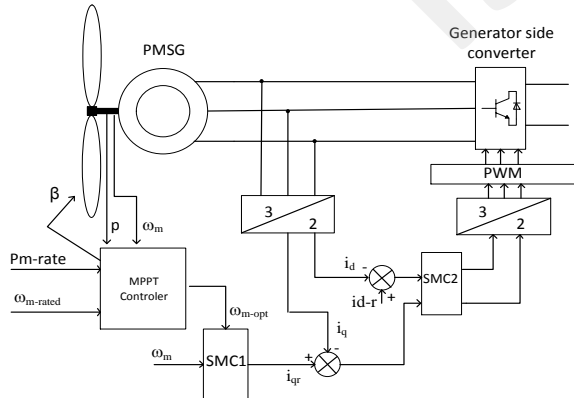 PMSG
Generator side
converter
PWM
β
p
ωm
3
2
3
2
Pm-rate
MPPT
Controler
id
-
id-r
+
SMC2
ωm-rated
ωm-opt
iq
-
ωm
SMC1
+
iqr